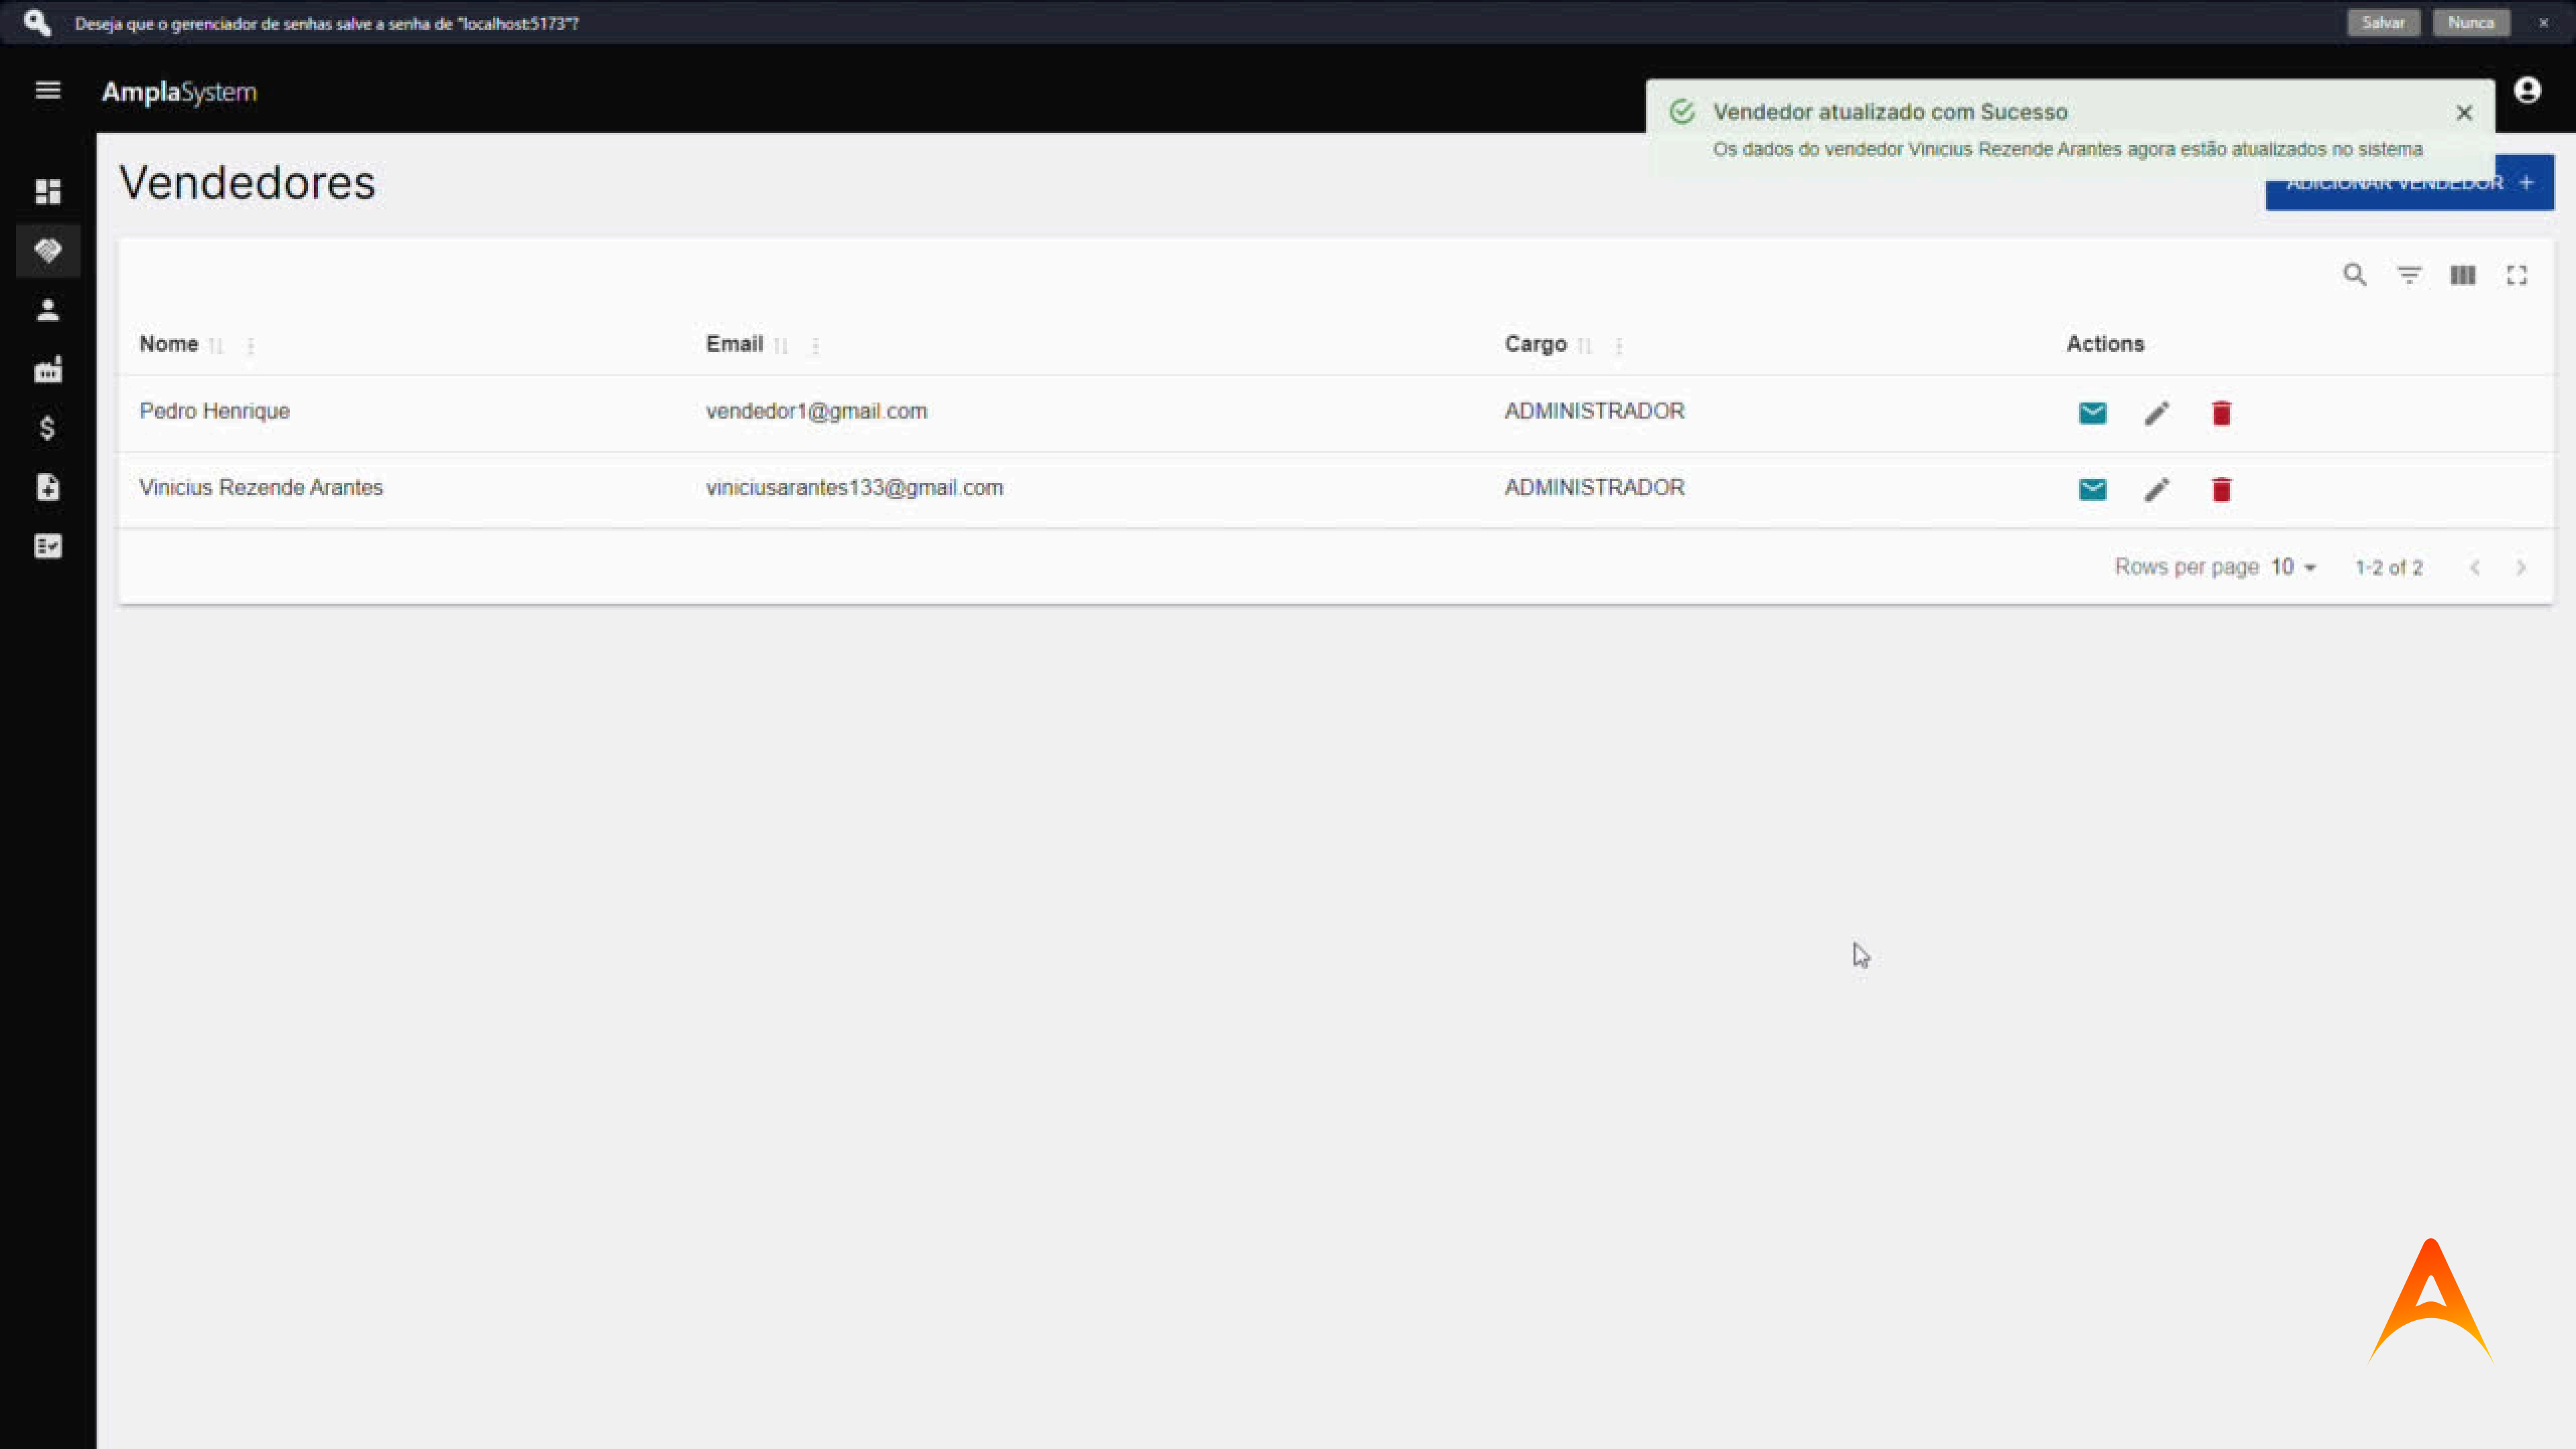 Deseja que o gerenciador de senhas salve a senha de "localhost:5173"?
Salvar
Nunca
AmplaSystem
Vendedor atualizado com Sucesso
Os dados do vendedor Vinicius Rezende Arantes agora estão atualizados no sistema
Vendedores
ADICIONAR VENDEDOR +
Nome
Email
Cargo
Actions
Pedro Henrique
vendedor1@gmail.com
ADMINISTRADOR
Vinicius Rezende Arantes
viniciusarantes133@gmail.com
ADMINISTRADOR
Rows per page 10
1-2 of 2